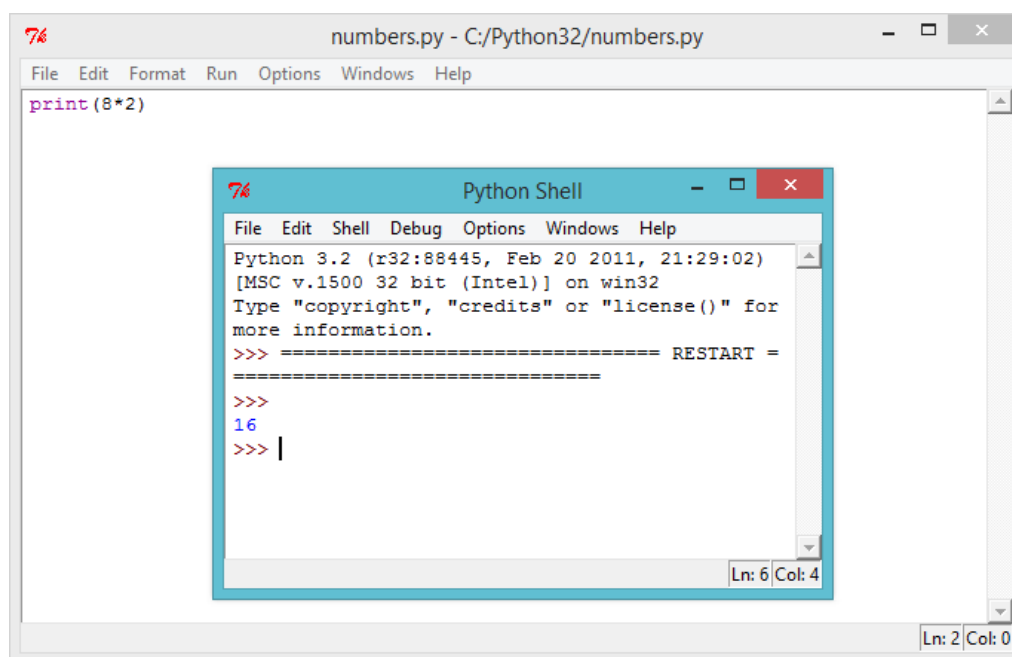 numbers.py - C:/Python32/numbers.py
File Edit Format Run Options Windows Help
print(8*2)
Python Shell
File Edit Shell Debug Options Windows Help
Python 3.2 (r32:88445, Feb 20 2011, 21:29:02)
[MSC v.1500 32 bit (Intel)] on win32
Type "copyright", "credits" or "license()" for
more information.
>>> ================================ RESTART =
===============================
>>>
16
>>>
Ln: 6 Col: 4
Ln: 2 Col: 0